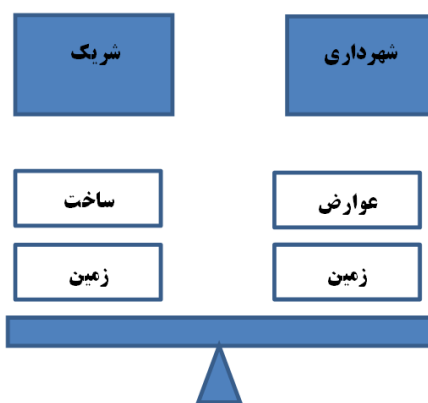 شهرداری
شریک
عوارض
ساخت
زمین
زمین